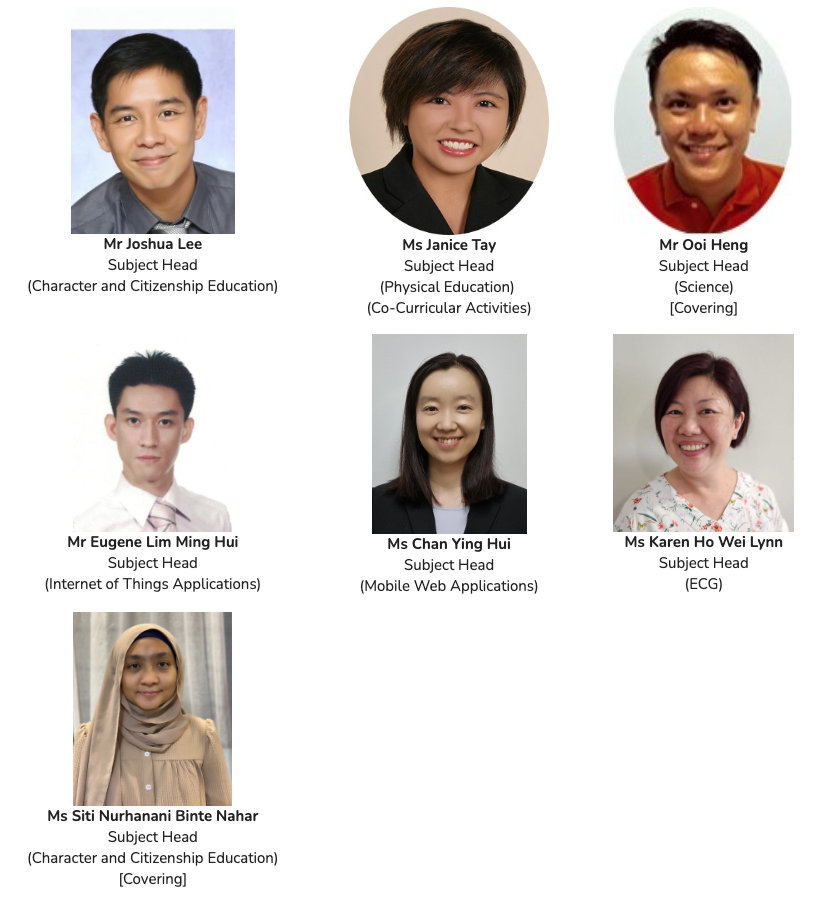 Mr Joshua Lee
Subject Head
(Character and Citizenship Education)
Ms Janice Tay
Subject Head
(Physical Education)
(Co-Curricular Activities)
Mr Ooi Heng
Subject Head
(Science)
[Covering]
Mr Eugene Lim Ming Hui
Subject Head
(Internet of Things Applications)
Ms Chan Ying Hui
Subject Head
(Mobile Web Applications)
Ms Karen Ho Wei Lynn
Subject Head
(ECG)
Ms Siti Nurhanani Binte Nahar
Subject Head
(Character and Citizenship Education)
[Covering]